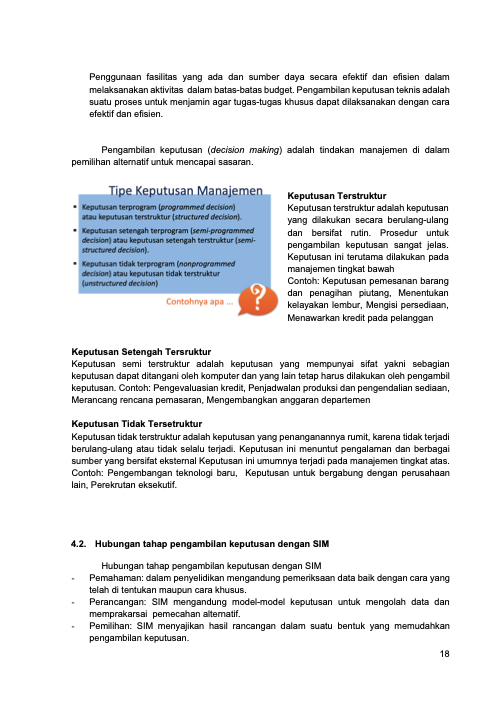 Penggunaan fasilitas yang ada dan sumber daya secara efektif dan efisien dalam
melaksanakan aktivitas dalam batas-batas budget. Pengambilan keputusan teknis adalah
suatu proses untuk menjamin agar tugas-tugas khusus dapat dilaksanakan dengan cara
efektif dan efisien.
Pengambilan keputusan (decision making) adalah tindakan manajemen di dalam
pemilihan alternatif untuk mencapai sasaran.
Tipe Keputusan Manajemen
▪ Keputusan terprogram (programmed decision)
atau keputusan terstruktur (structured decision).
▪ Keputusan setengah terprogram (semi-programmed
decision) atau keputusan setengah terstruktur (semi-
structured decision).
▪ Keputusan tidak terprogram (nonprogrammed
decision) atau keputusan tidak terstruktur
(unstructured decision)
Contohnya apa ...
?
Keputusan Terstruktur
Keputusan terstruktur adalah keputusan
yang dilakukan secara berulang-ulang
dan bersifat rutin. Prosedur untuk
pengambilan keputusan sangat jelas.
Keputusan ini terutama dilakukan pada
manajemen tingkat bawah
Contoh: Keputusan pemesanan barang
dan penagihan piutang, Menentukan
kelayakan lembur, Mengisi persediaan,
Menawarkan kredit pada pelanggan
Keputusan Setengah Tersruktur
Keputusan semi terstruktur adalah keputusan yang mempunyai sifat yakni sebagian
keputusan dapat ditangani oleh komputer dan yang lain tetap harus dilakukan oleh pengambil
keputusan. Contoh: Pengevaluasian kredit, Penjadwalan produksi dan pengendalian sediaan,
Merancang rencana pemasaran, Mengembangkan anggaran departemen
Keputusan Tidak Tersetruktur
Keputusan tidak terstruktur adalah keputusan yang penanganannya rumit, karena tidak terjadi
berulang-ulang atau tidak selalu terjadi. Keputusan ini menuntut pengalaman dan berbagai
sumber yang bersifat eksternal Keputusan ini umumnya terjadi pada manajemen tingkat atas.
Contoh: Pengembangan teknologi baru, Keputusan untuk bergabung dengan perusahaan
lain, Perekrutan eksekutif.
4.2. Hubungan tahap pengambilan keputusan dengan SIM
Hubungan tahap pengambilan keputusan dengan SIM
- Pemahaman: dalam penyelidikan mengandung pemeriksaan data baik dengan cara yang
telah di tentukan maupun cara khusus.
- Perancangan: SIM mengandung model-model keputusan untuk mengolah data dan
memprakarsai pemecahan alternatif.
- Pemilihan: SIM menyajikan hasil rancangan dalam suatu bentuk yang memudahkan
pengambilan keputusan.
18